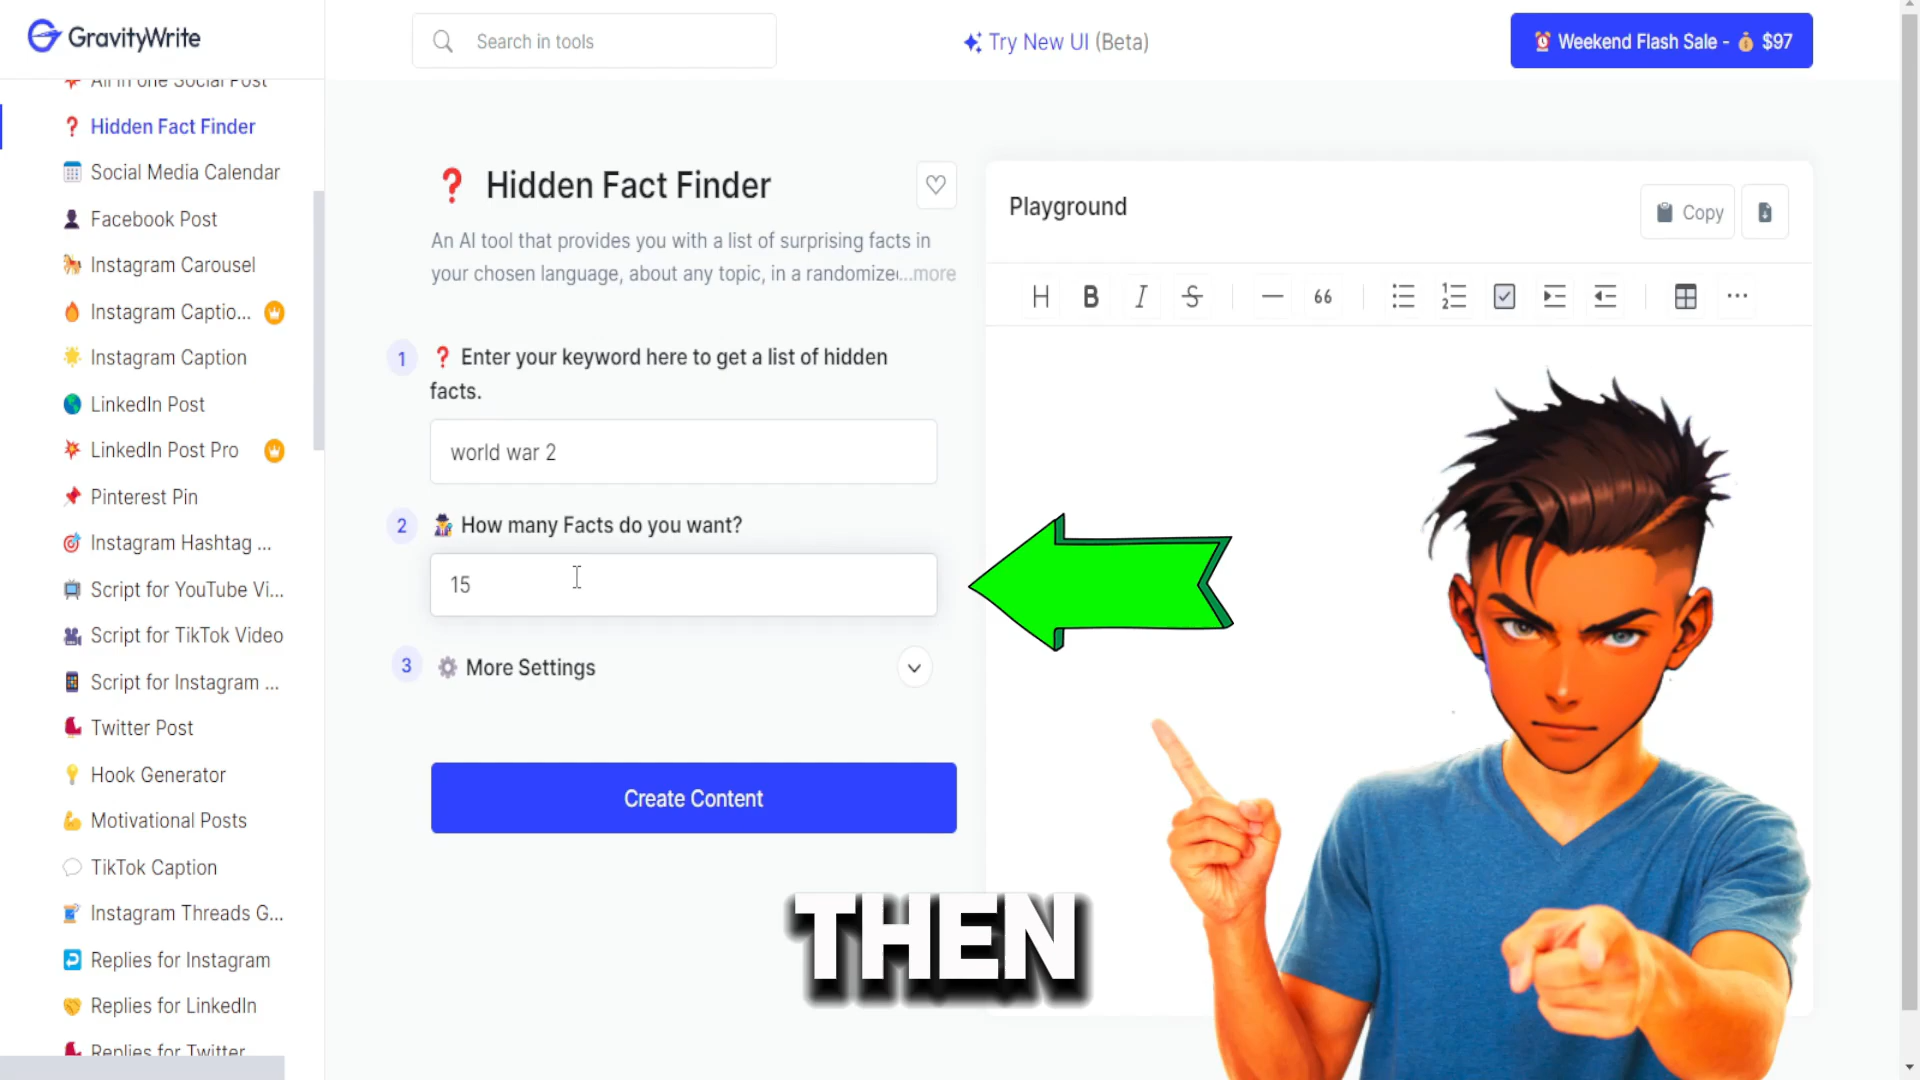 GravityWrite
Search in tools
Try New UI (Beta)
Weekend Flash Sale - $97
All in one Social Post
Hidden Fact Finder
Social Media Calendar
Facebook Post
Instagram Carousel
Instagram Captio...
Instagram Caption
LinkedIn Post
LinkedIn Post Pro
Pinterest Pin
Instagram Hashtag ...
Script for YouTube Vi...
Script for TikTok Video
Script for Instagram ...
Twitter Post
Hook Generator
Motivational Posts
TikTok Caption
Instagram Threads G...
Replies for Instagram
Replies for LinkedIn
Replies for Twitter
Hidden Fact Finder
An AI tool that provides you with a list of surprising facts in
your chosen language, about any topic, in a randomize...more
1 Enter your keyword here to get a list of hidden
facts.
world war 2
2 How many Facts do you want?
15
3 More Settings
Create Content
Playground
Copy
THEN